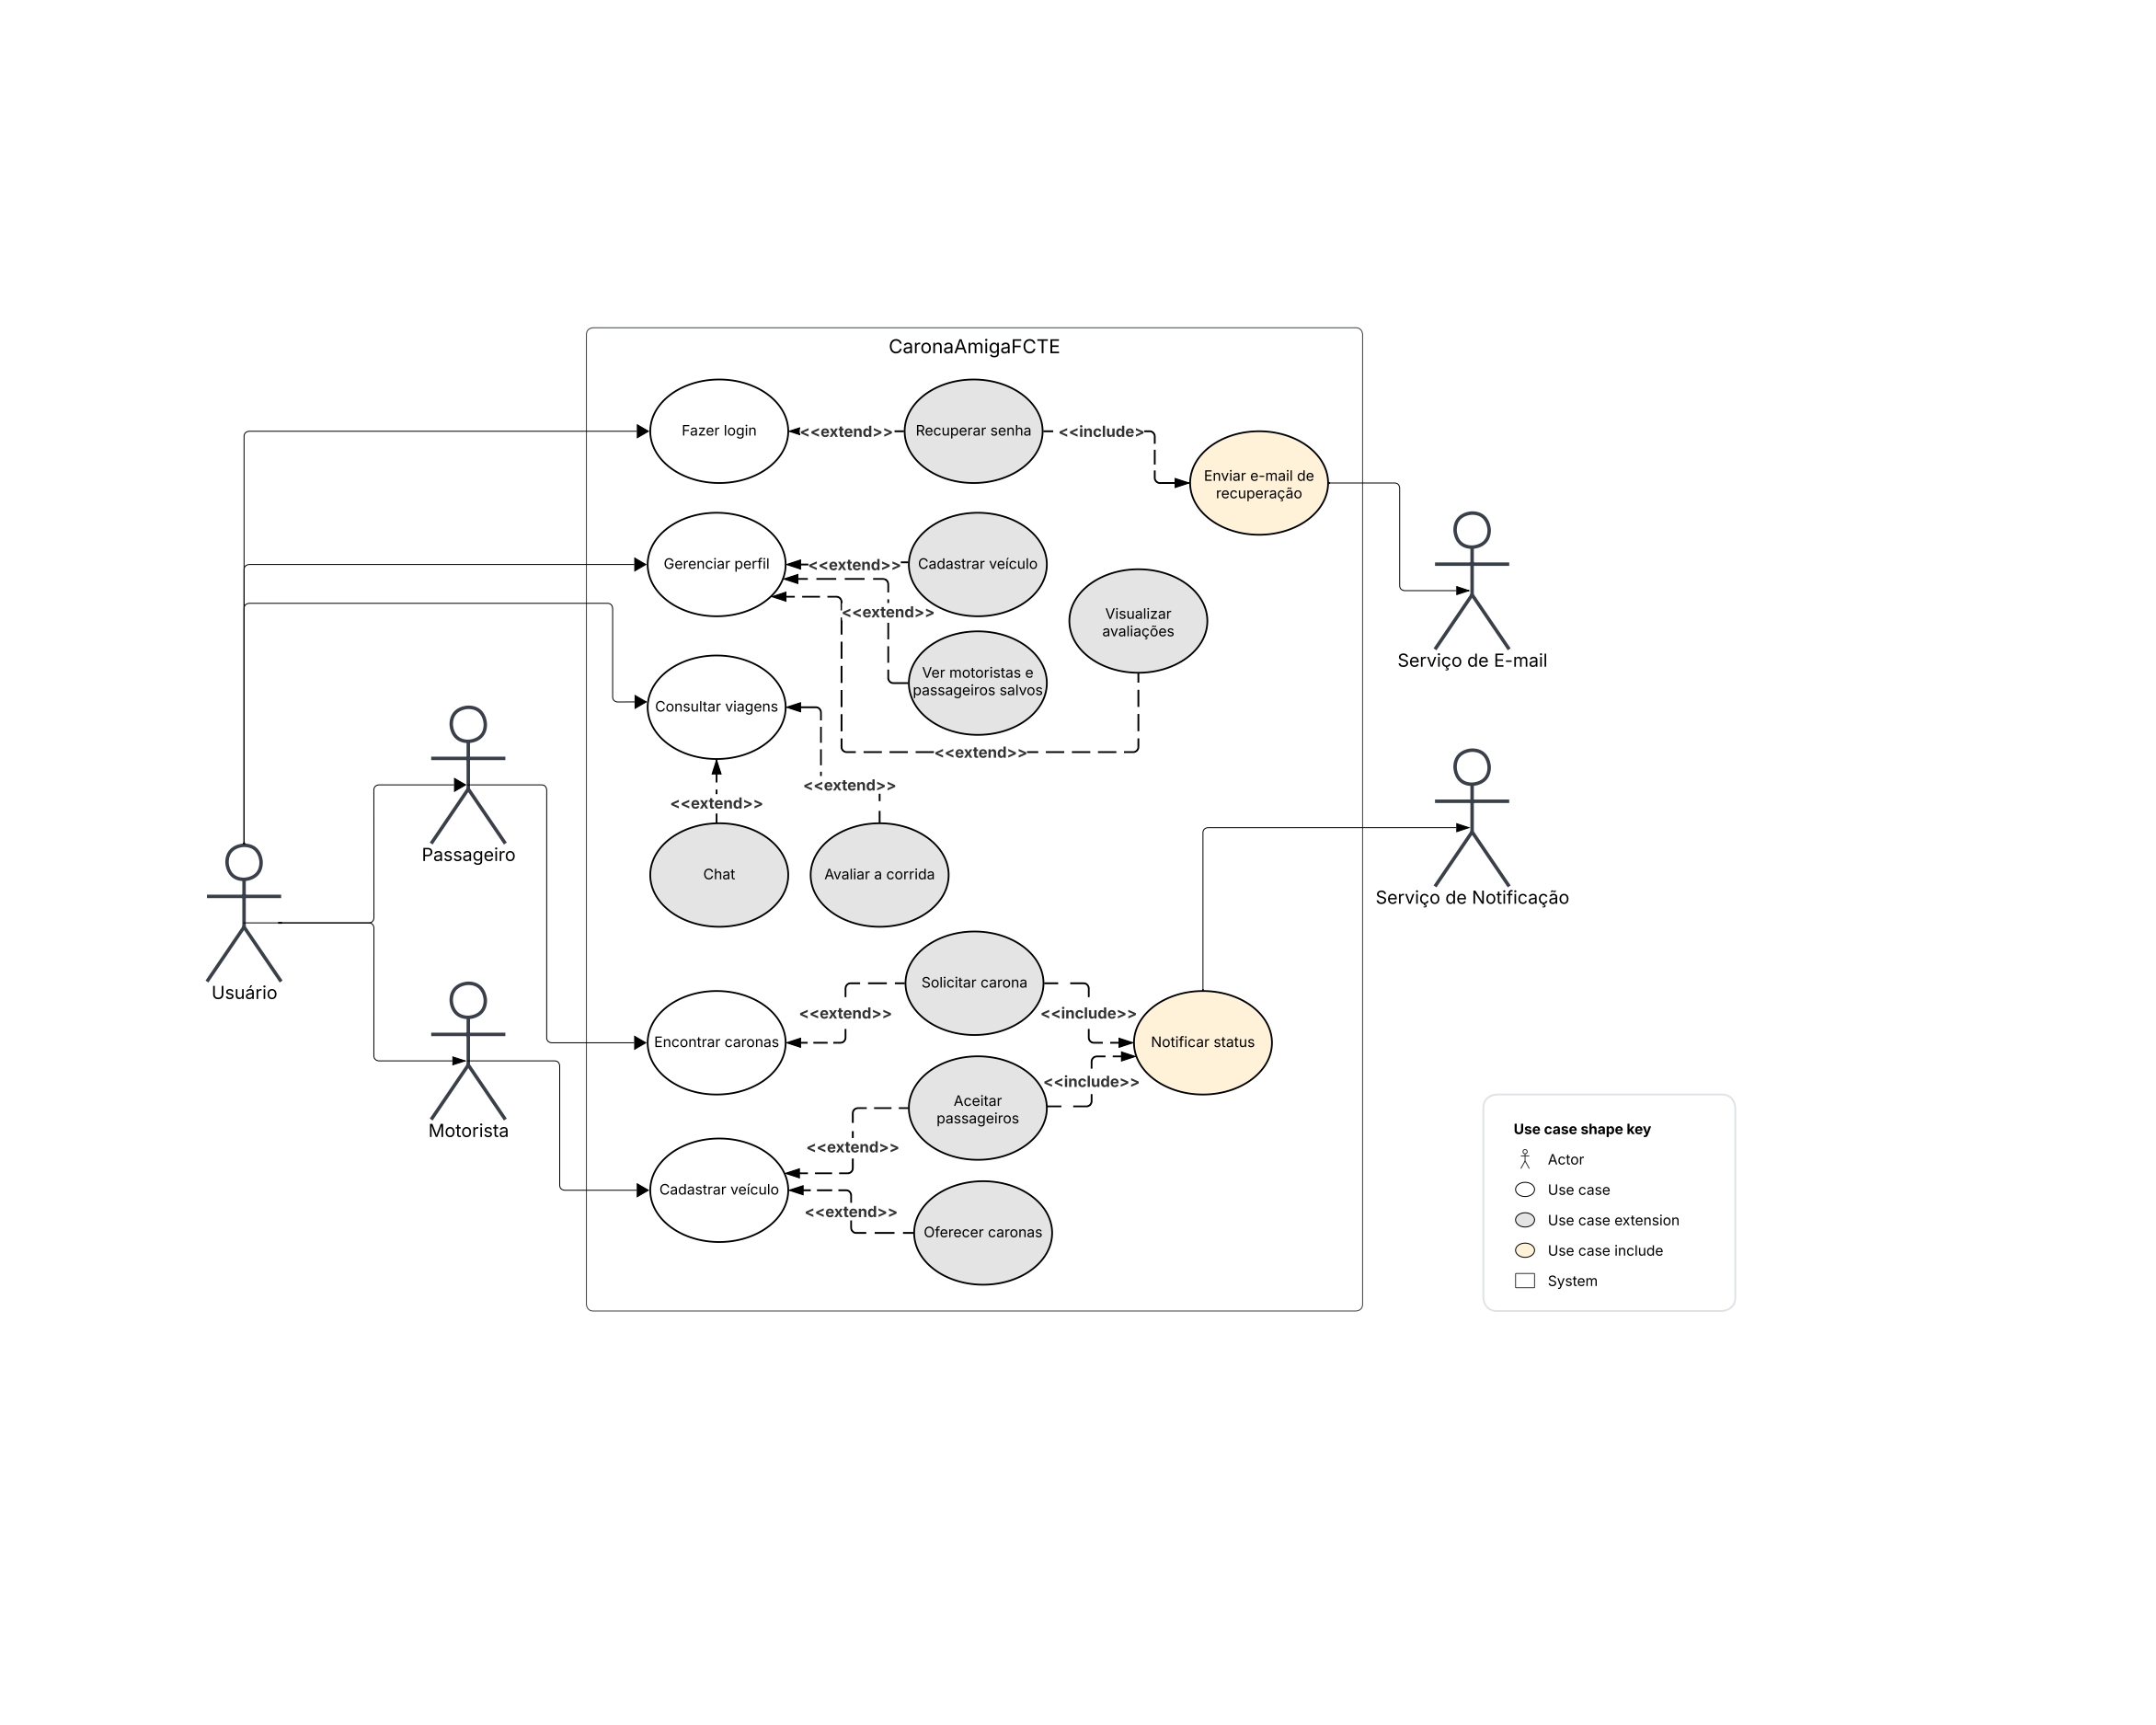 CaronaAmigaFCTE
Fazer login
<<extend>>
Recuperar senha
<<include>
Enviar e-mail de
recuperação
Gerenciar perfil
<<extend>>
Cadastrar veículo
<<extend>>
Visualizar
avaliações
Ver motoristas e
passageiros salvos
Consultar viagens
<<extend>>
<<extend>>
<<extend>>
Chat
Avaliar a corrida
Serviço de E-mail
Passageiro
Serviço de Notificação
Usuário
Motorista
Solicitar carona
<<extend>>
<<include>>
Encontrar caronas
Notificar status
<<include>>
Aceitar
passageiros
<<extend>>
Cadastrar veículo
<<extend>>
Oferecer caronas
Use case shape key
Actor
Use case
Use case extension
Use case include
System